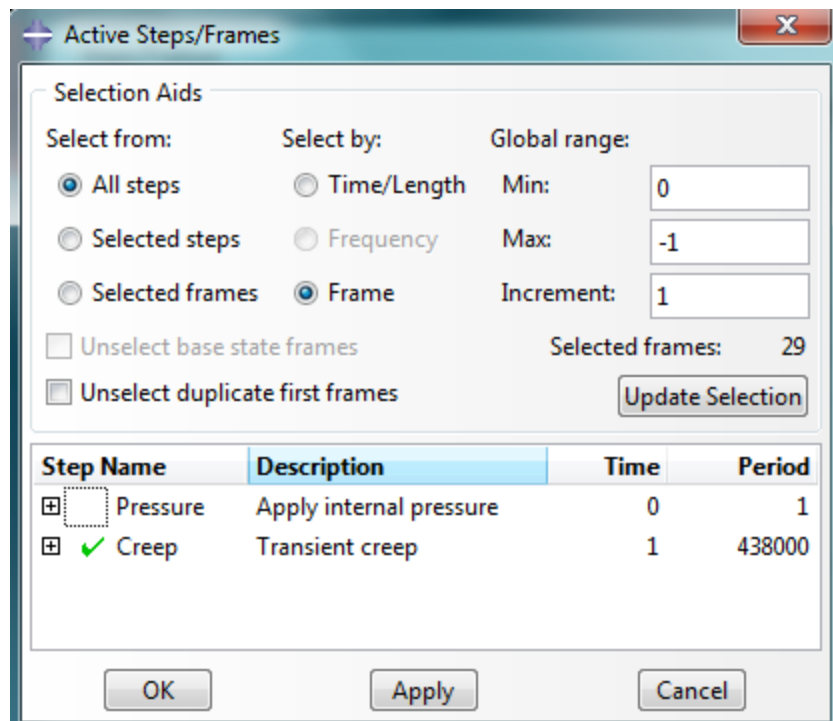 Active Steps/Frames
Selection Aids
Select from: Select by: Global range:
All steps Time/Length Min: 0
Selected steps Frequency Max: -1
Selected frames Frame Increment: 1
Unselect base state frames Selected frames: 29
Unselect duplicate first frames Update Selection
Step Name Description Time Period
Pressure Apply internal pressure 0 1
Creep Transient creep 1 438000
OK Apply Cancel